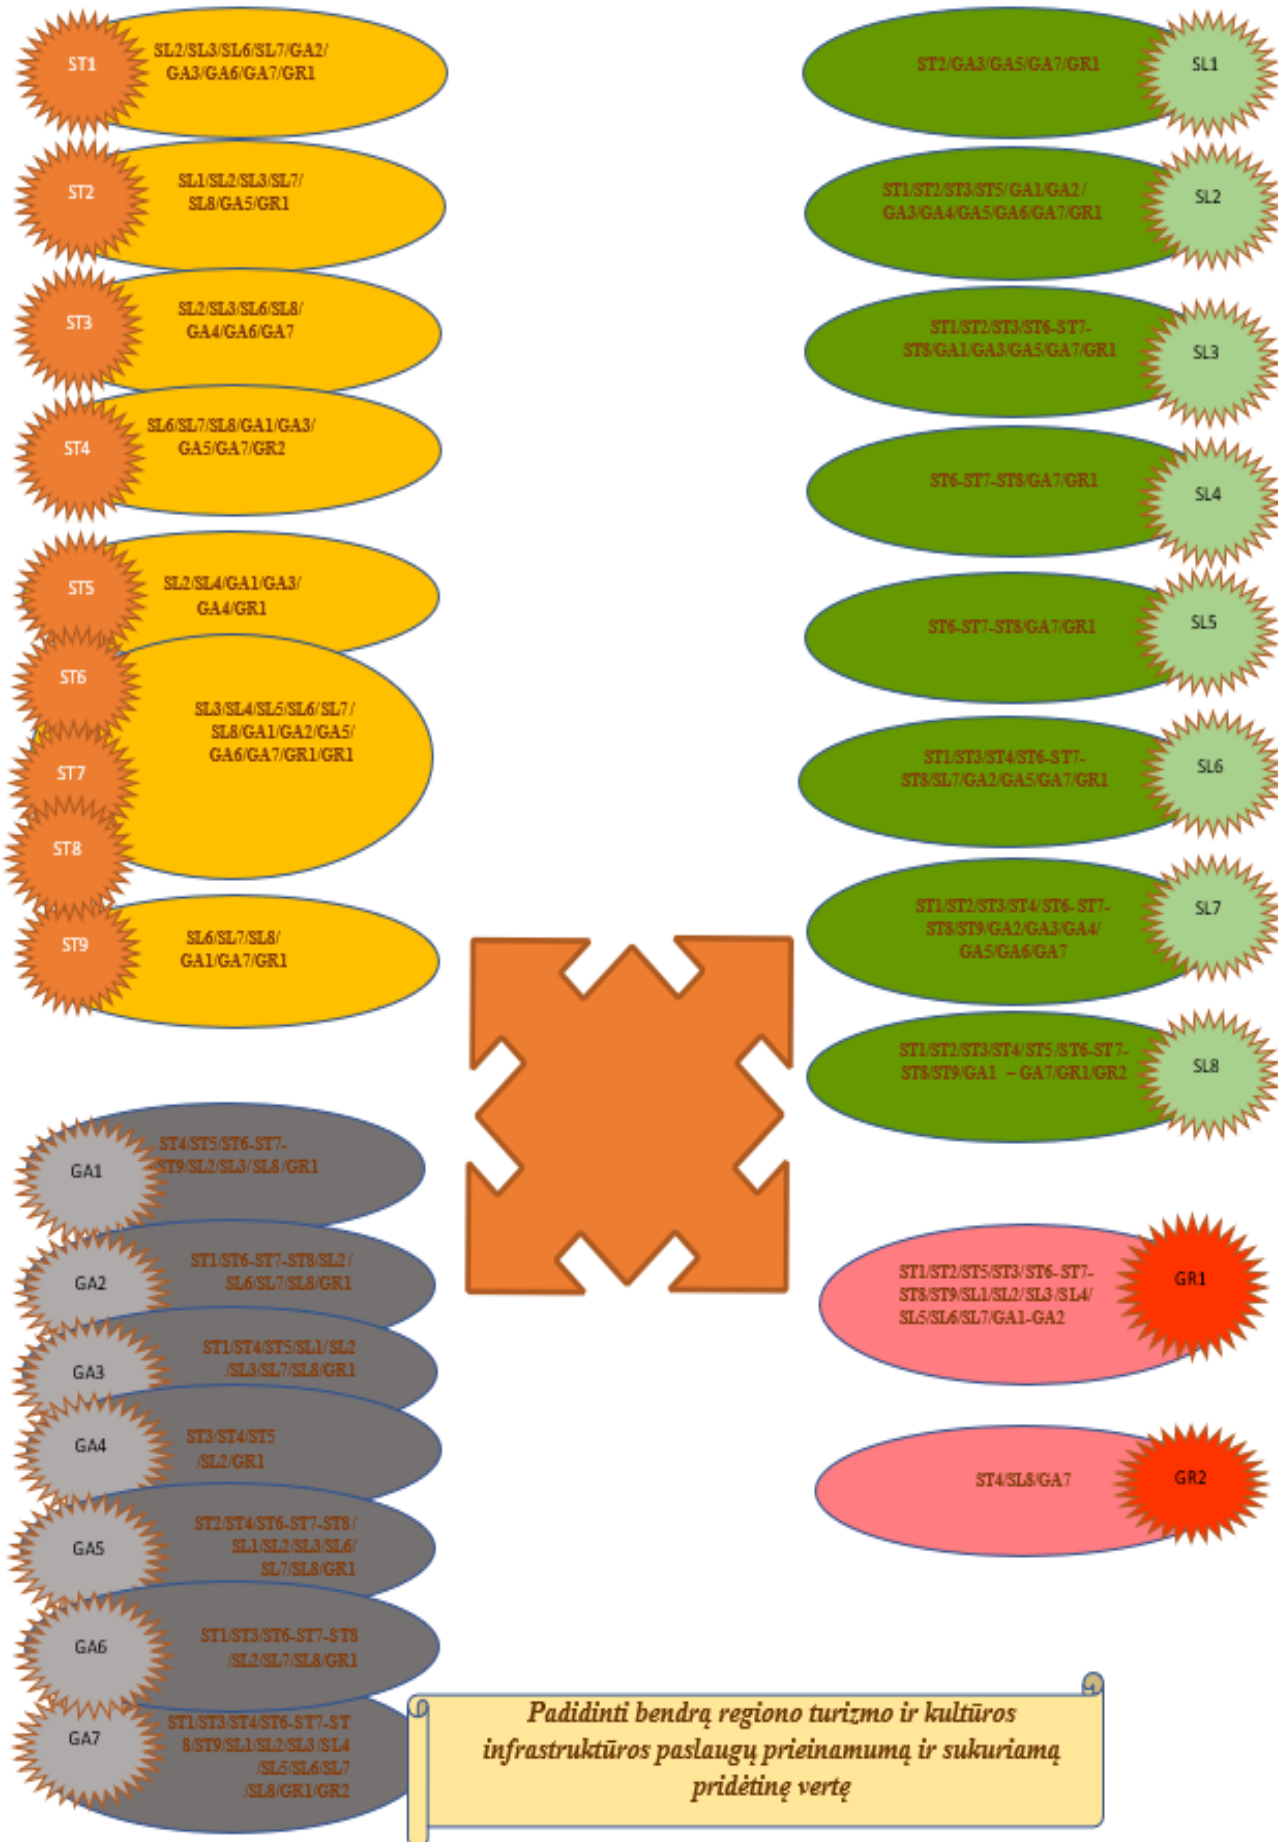 ST1
SL2/SL3/SL6/SL7/GA2/
GA3/GA6/GA7/GR1
ST2
SL1/SL2/SL3/SL7/
SL8/GA5/GR1
ST3
SL2/SL3/SL6/SL8/
GA4/GA6/GA7
ST4
SL6/SL7/SL8/GA1/GA3/
GA5/GA7/GR2
ST5
SL2/SL4/GA1/GA3/
GA4/GR1
ST6
ST7
ST8
SL3/SL4/SL5/SL6/SL7/
SL8/GA1/GA2/GA5/
GA6/GA7/GR1/GR1
ST9
SL6/SL7/SL8/
GA1/GA7/GR1
GA1
ST4/ST5/ST6-ST7-
ST9/SL2/SL3/SL8/GR1
GA2
ST1/ST6-ST7-ST8/SL2/
SL6/SL7/SL8/GR1
GA3
ST1/ST4/ST5/SL1/SL2
/SL3/SL7/SL8/GR1
GA4
ST3/ST4/ST5
/SL2/GR1
GA5
ST2/ST4/ST6-ST7-ST8/
SL1/SL2/SL3/SL6/
SL7/SL8/GR1
GA6
ST1/ST3/ST6-ST7-ST8
/SL2/SL7/SL8/GR1
GA7
ST1/ST3/ST4/ST6-ST7-ST
8/ST9/SL1/SL2/SL3/SL4
/SL5/SL6/SL7
/SL8/GR1/GR2
ST2/GA3/GA5/GA7/GR1
SL1
ST1/ST2/ST3/ST5/GA1/GA2/
GA3/GA4/GA5/GA6/GA7/GR1
SL2
ST1/ST2/ST3/ST6-ST7-
ST8/GA1/GA3/GA5/GA7/GR1
SL3
ST6-ST7-ST8/GA7/GR1
SL4
ST6-ST7-ST8/GA7/GR1
SL5
ST1/ST3/ST4/ST6-ST7-
ST8/SL7/GA2/GA5/GA7/GR1
SL6
ST1/ST2/ST3/ST4/ST6-ST7-
ST8/ST9/GA2/GA3/GA4/
GA5/GA6/GA7
SL7
ST1/ST2/ST3/ST4/ST5/ST6-ST7-
ST8/ST9/GA1 – GA7/GR1/GR2
SL8
ST1/ST2/ST5/ST3/ST6-ST7-
ST8/ST9/SL1/SL2/SL3/SL4/
SL5/SL6/SL7/GA1-GA2
GR1
ST4/SL8/GA7
GR2
Padidinti bendrą regiono turizmo ir kultūros
infrastruktūros paslaugų prieinamumą ir sukuriamą
pridėtinę vertę